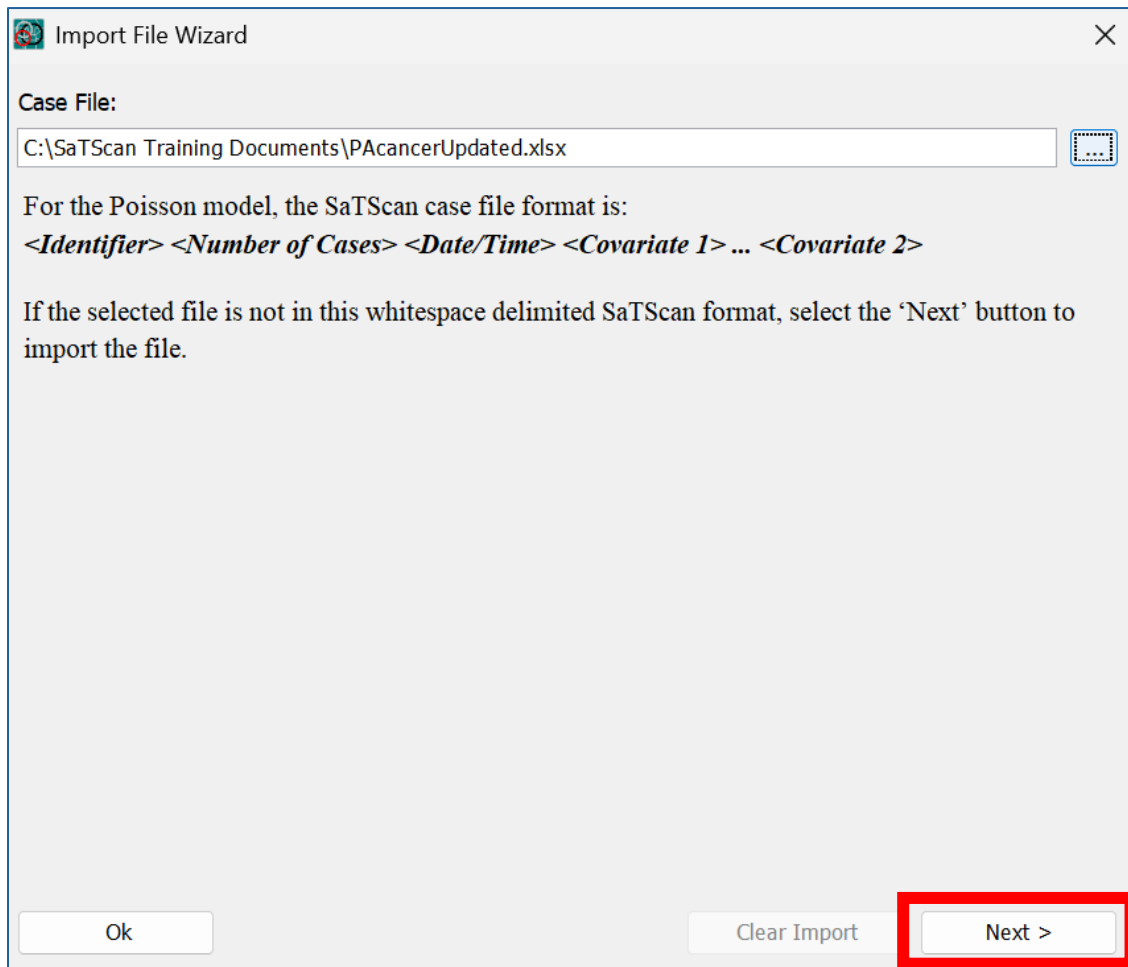 Import File Wizard
Case File:
C:\SaTScan Training Documents\PAcancerUpdated.xlsx
...
For the Poisson model, the SaTScan case file format is:
<Identifier> <Number of Cases> <Date/Time> <Covariate 1> ... <Covariate 2>
If the selected file is not in this whitespace delimited SaTScan format, select the ‘Next’ button to
import the file.
Ok
Clear Import
Next >